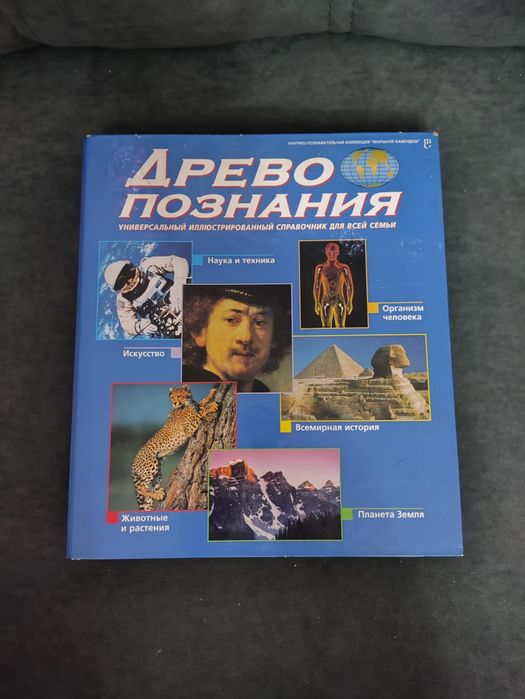 НАУЧНО-ПОЗНАВАТЕЛЬНАЯ КОЛЛЕКЦИЯ "МАРШАЛЛ КАВЕНДИШ"
ДРЕВО
ПОЗНАНИЯ
УНИВЕРСАЛЬНЫЙ ИЛЛЮСТРИРОВАННЫЙ СПРАВОЧНИК ДЛЯ ВСЕЙ СЕМЬИ
Наука и техника
Организм
человека
Искусство
Всемирная история
Животные
и растения
Планета Земля